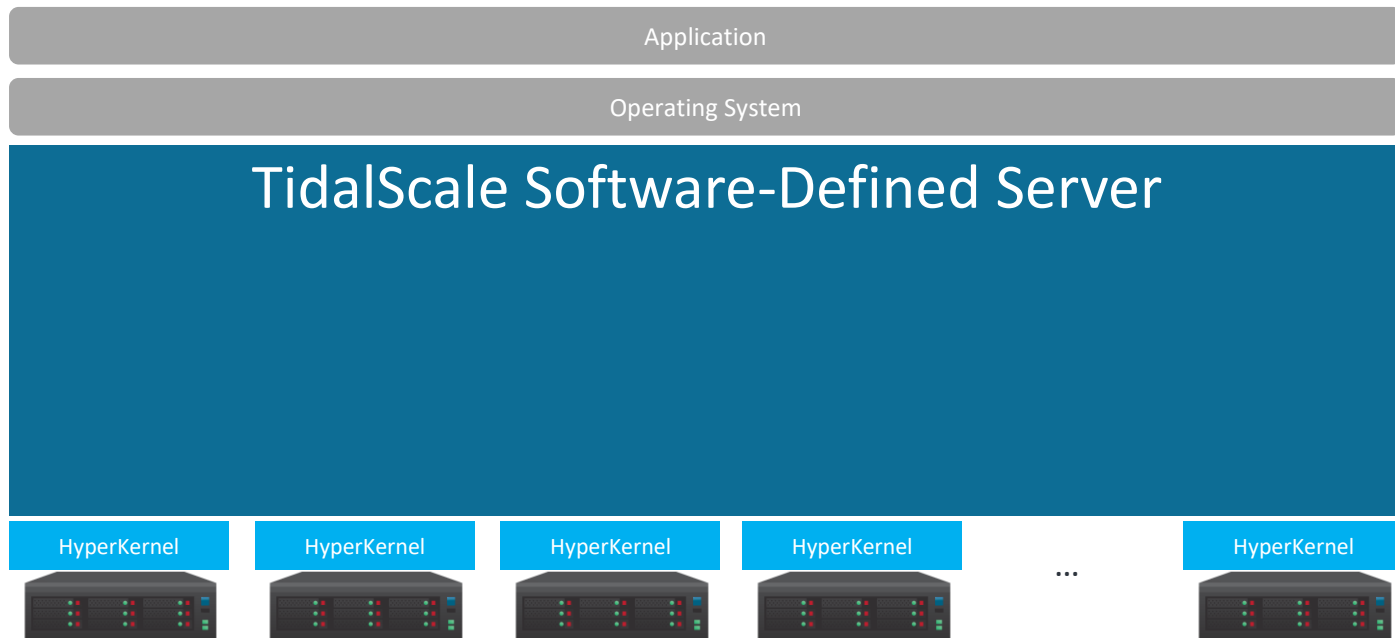 Application
Operating System
TidalScale Software-Defined Server
HyperKernel
HyperKernel
HyperKernel
HyperKernel
...
HyperKernel